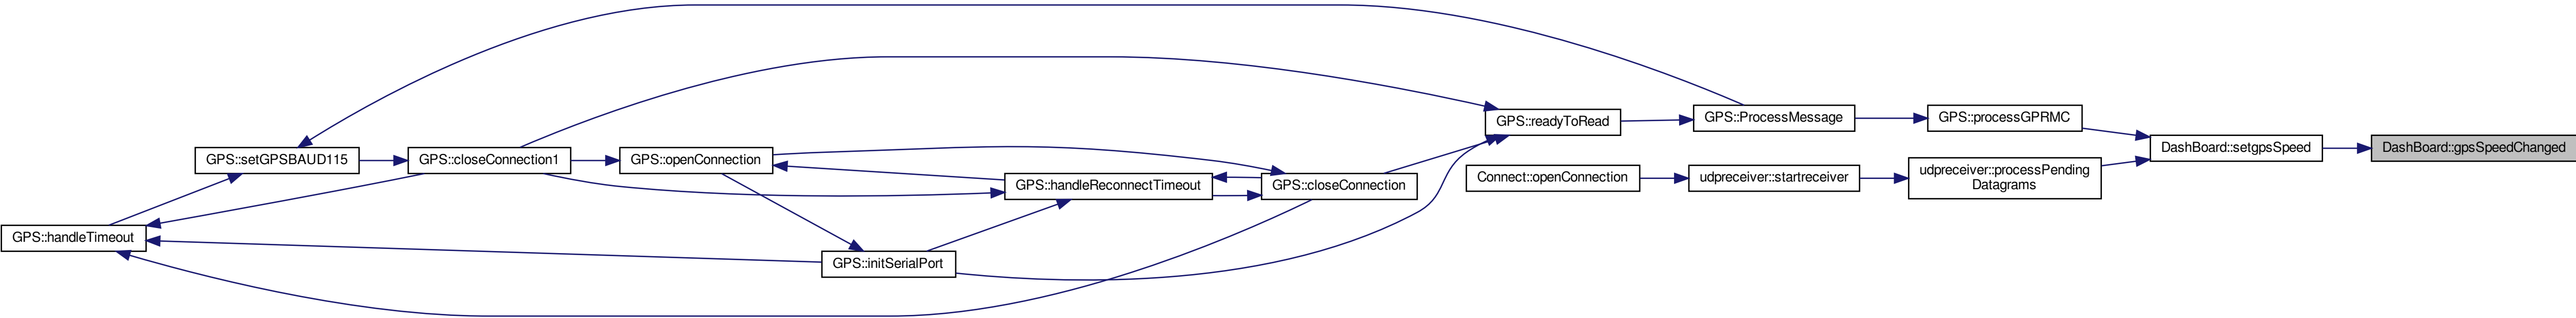 GPS::readyToRead
GPS::ProcessMessage
GPS::processGPRMC
GPS::setGPSBAUD115
GPS::closeConnection1
GPS::openConnection
DashBoard::setgpsSpeed
DashBoard::gpsSpeedChanged
GPS::handleReconnectTimeout
GPS::closeConnection
Connect::openConnection
udpreceiver::startreceiver
udpreceiver::processPending
Datagrams
GPS::handleTimeout
GPS::initSerialPort